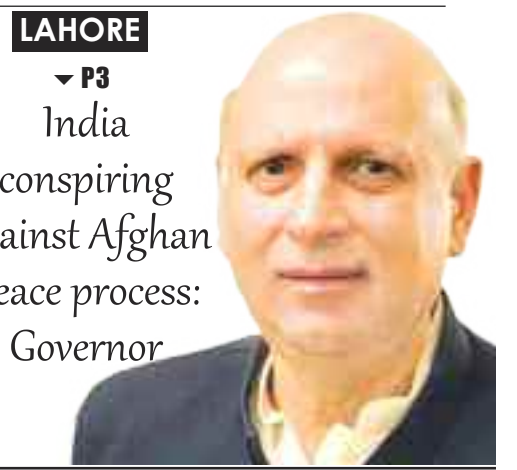 LAHORE
P3
India
conspiring
ainst Afghan
eace process:
Governor